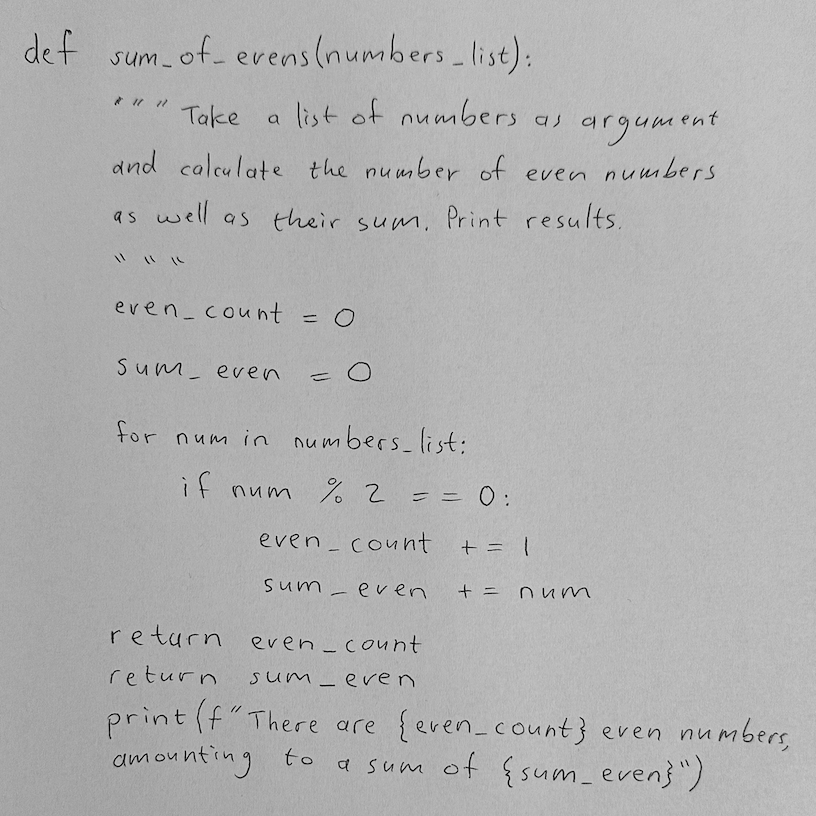 def sum_of_evens(numbers_list):
""" Take a list of numbers as argument
and calculate the number of even numbers
as well as their sum. Print results.
"""
even_count = 0
sum_even = 0
for num in numbers_list:
if num % 2 == 0:
even_count += 1
sum_even += num
return even_count
return sum_even
print(f"There are {even_count} even numbers,
amounting to a sum of {sum_even}")